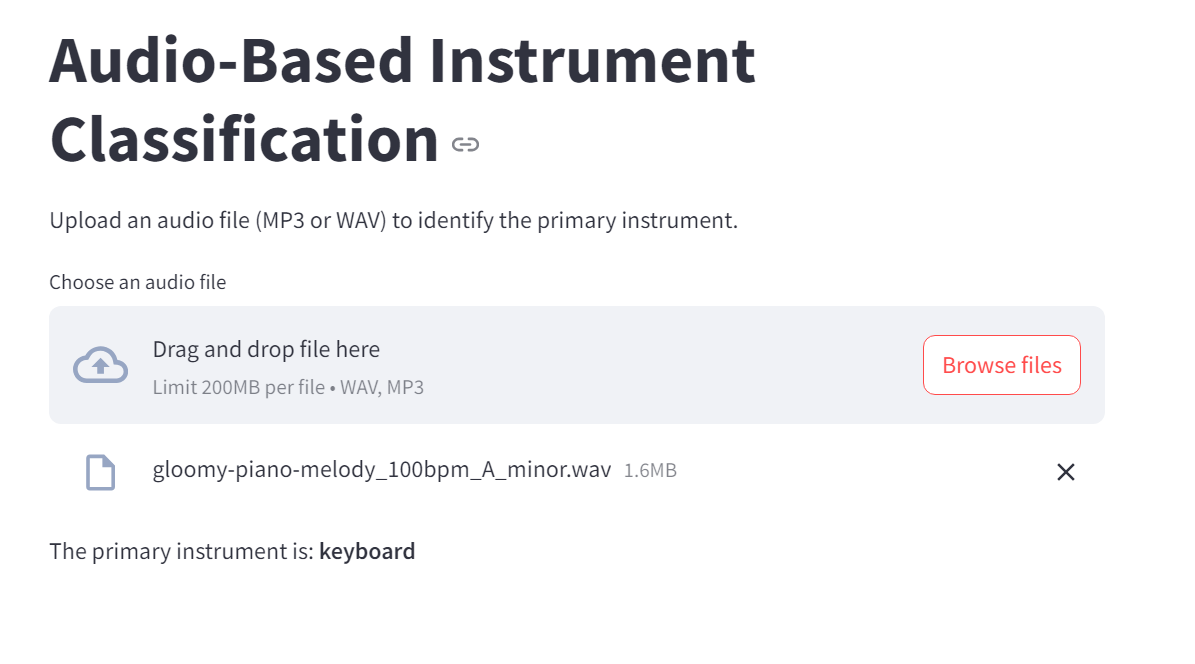 Audio-Based Instrument
Classification
Upload an audio file (MP3 or WAV) to identify the primary instrument.
Choose an audio file
Drag and drop file here
Limit 200MB per file • WAV, MP3
Browse files
gloomy-piano-melody_100bpm_A_minor.wav 1.6MB
The primary instrument is: keyboard